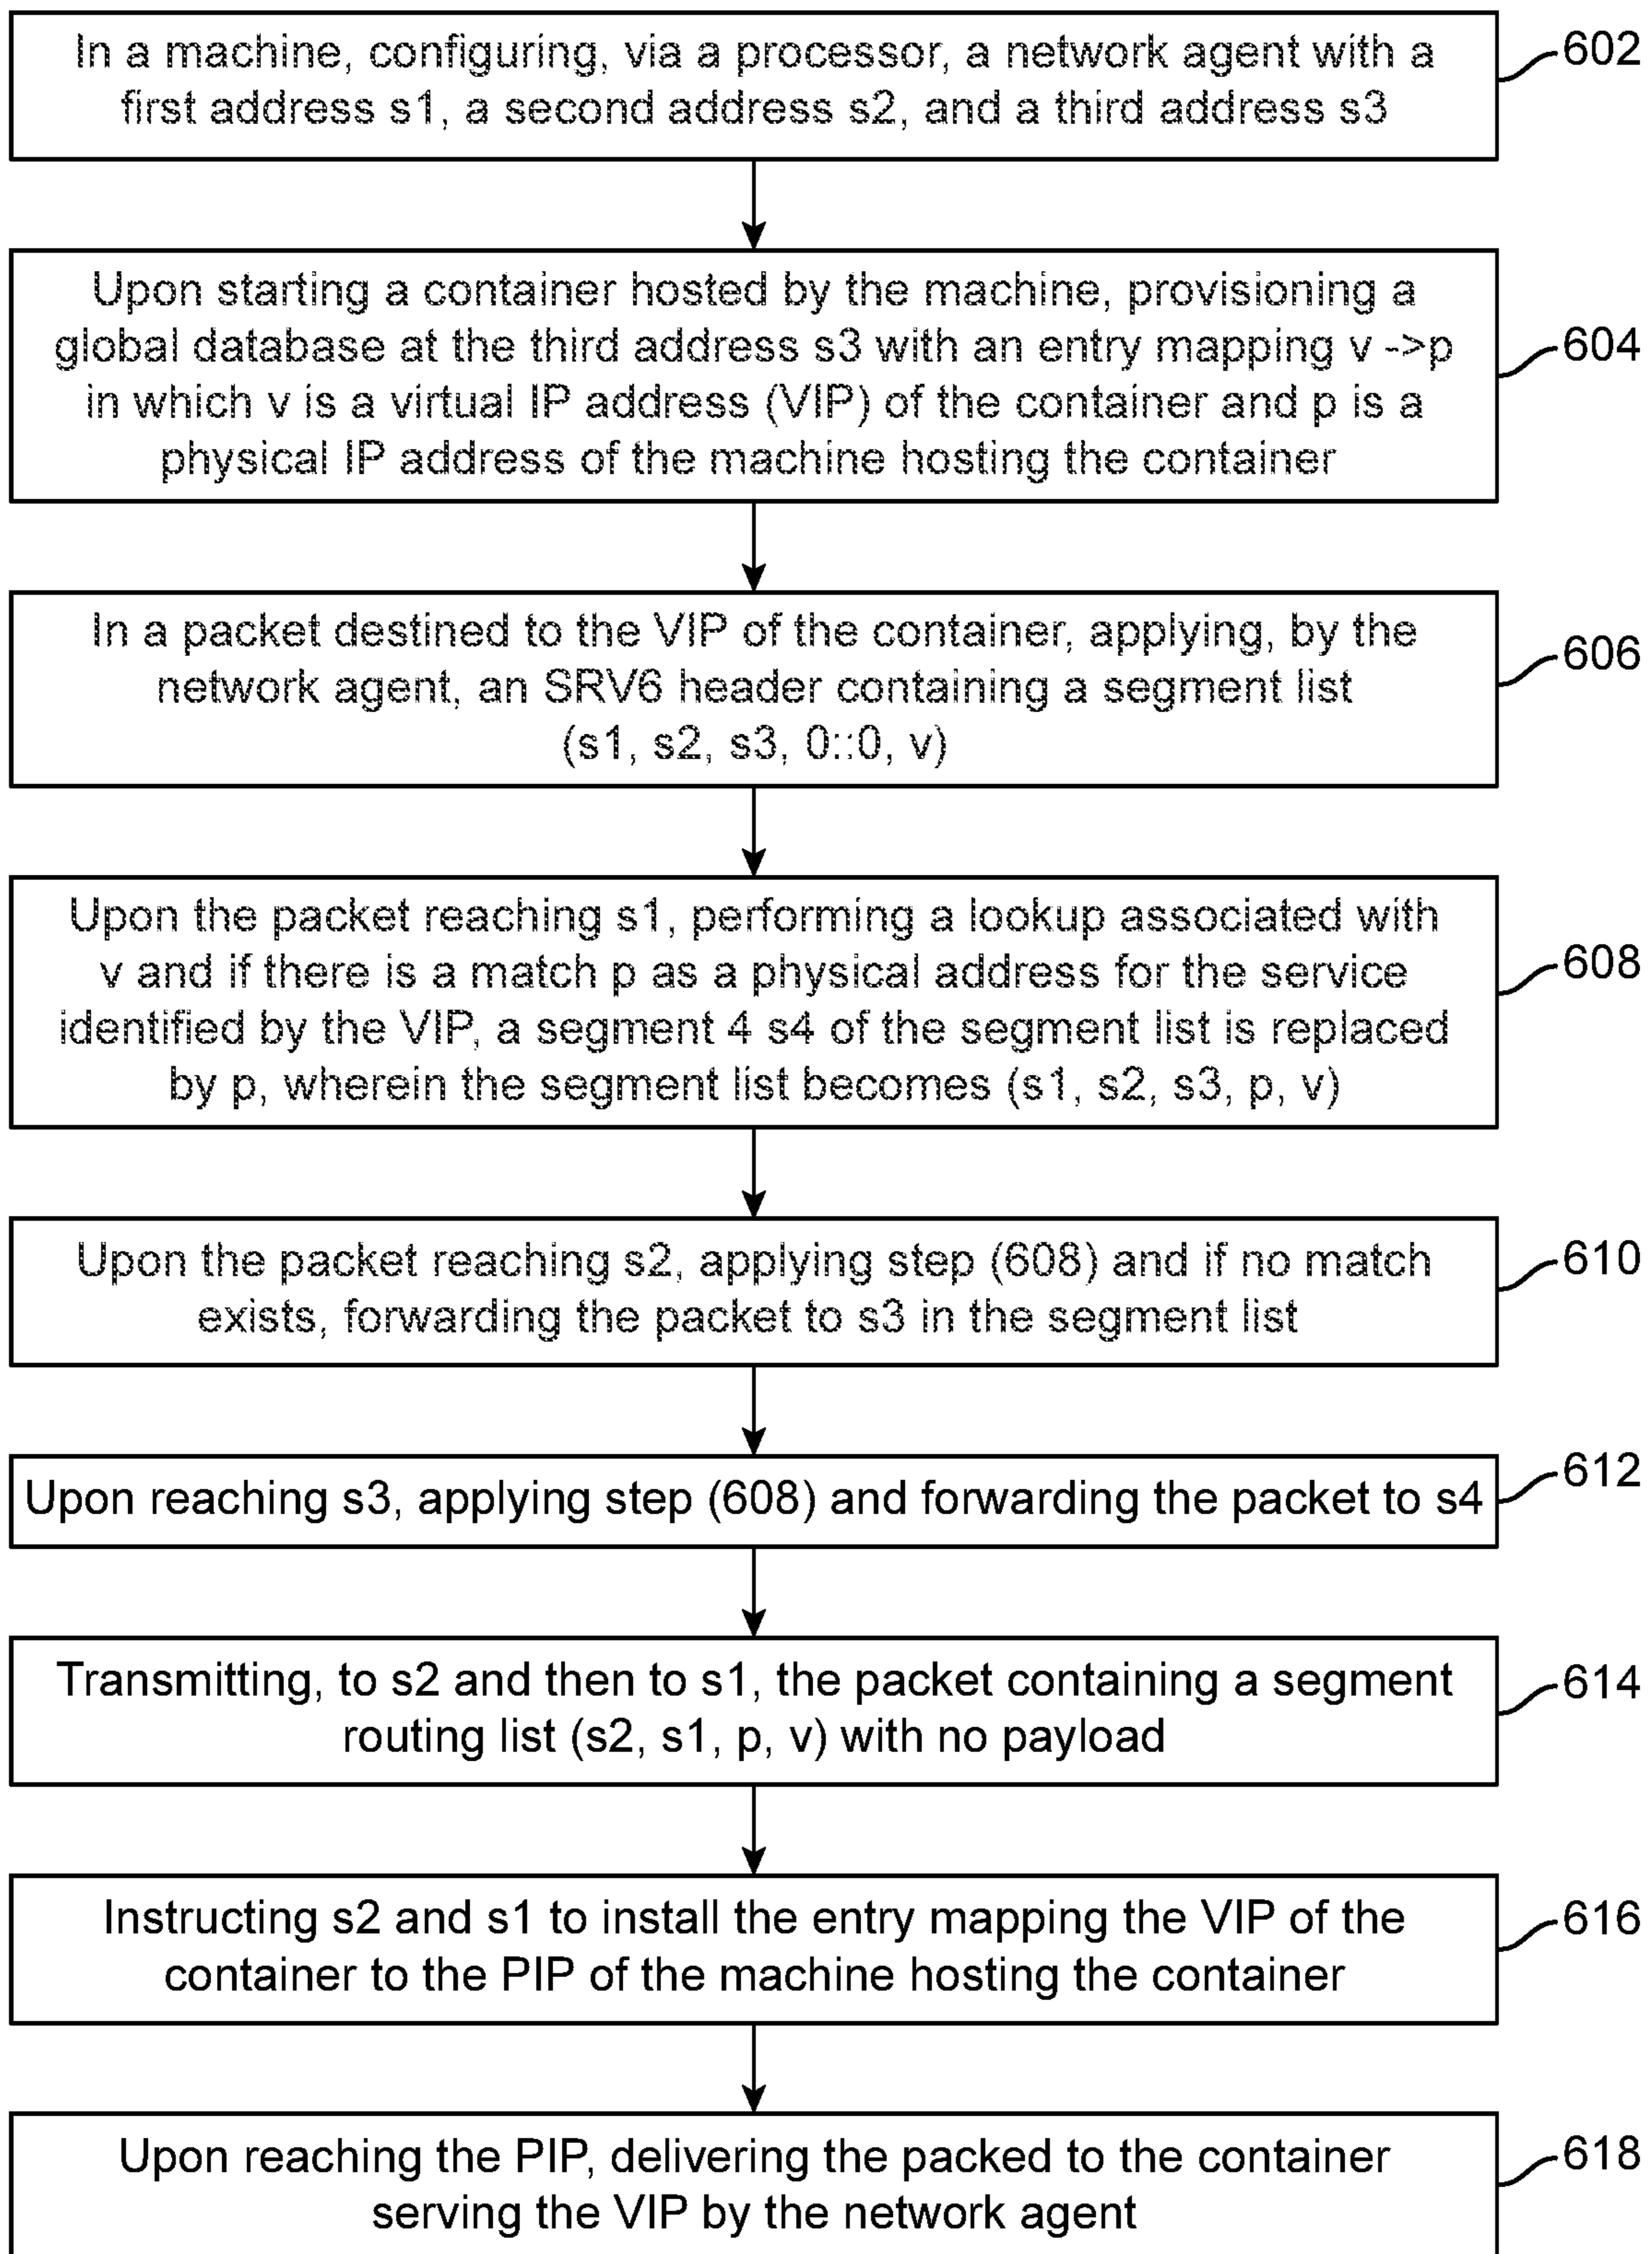 In a machine, configuring, via a processor, a network agent with a
first address s1, a second address s2, and a third address s3
602
Upon starting a container hosted by the machine, provisioning a
global database at the third address s3 with an entry mapping v ->p
in which v is a virtual IP address (VIP) of the container and p is a
physical IP address of the machine hosting the container
604
In a packet destined to the VIP of the container, applying, by the
network agent, an SRV6 header containing a segment list
(s1, s2, s3, 0::0, v)
606
Upon the packet reaching s1, performing a lookup associated with
v and if there is a match p as a physical address for the service
identified by the VIP, a segment 4 s4 of the segment list is replaced
by p, wherein the segment list becomes (s1, s2, s3, p, v)
608
Upon the packet reaching s2, applying step (608) and if no match
exists, forwarding the packet to s3 in the segment list
610
Upon reaching s3, applying step (608) and forwarding the packet to s4
612
Transmitting, to s2 and then to s1, the packet containing a segment
routing list (s2, s1, p, v) with no payload
614
Instructing s2 and s1 to install the entry mapping the VIP of the
container to the PIP of the machine hosting the container
616
Upon reaching the PIP, delivering the packed to the container
serving the VIP by the network agent
618